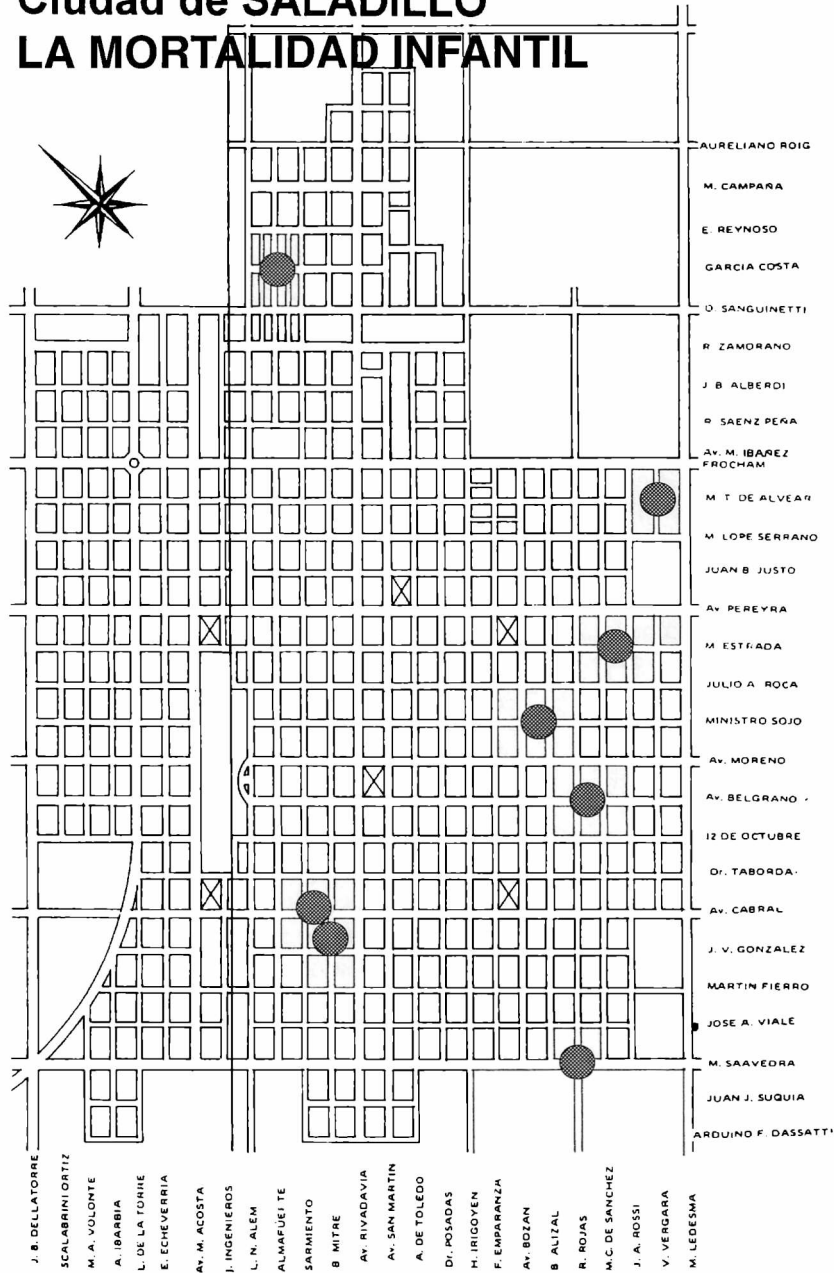 Ciudad de SALADILLO
LA MORTALIDAD INFANTIL
AURELIANO ROIG
M. CAMPAÑA
E. REYNOSO
GARCIA COSTA
O. SANGUINETTI
R. ZAMORANO
J. B. ALBERDI
R. SAENZ PEÑA
Av. M. IBAÑEZ
FROCHAM
M. T. DE ALVEAR
M. LOPE SERRANO
JUAN B. JUSTO
Av. PEREYRA
M. ESTRADA
JULIO A. ROCA
MINISTRO SOJO
Av. MORENO
Av. BELGRANO
12 DE OCTUBRE
Dr. TABORDA
Av. CABRAL
J. V. GONZALEZ
MARTIN FIERRO
JOSE A. VIALE
M. SAAVEDRA
JUAN J. SUQUIA
ARDUINO F. DASSATTI
J. B. DELLATORRE
SCALABRINI ORTIZ
M. A. VOLONTE
A. IBARBIA
L. DE LA TORRE
E. ECHEVERRIA
Av. M. ACOSTA
J. INGENIEROS
L. N. ALEM
ALMAFUERTE
SARMIENTO
B. MITRE
Av. RIVADAVIA
Av. SAN MARTIN
A. DE TOLEDO
Dr. POSADAS
H. IRIGOYEN
F. EMPARANZA
Av. BOZAN
B. ALIZAL
R. ROJAS
M. C. DE SANCHEZ
J. A. ROSSI
V. VERGARA
M. LEDESMA